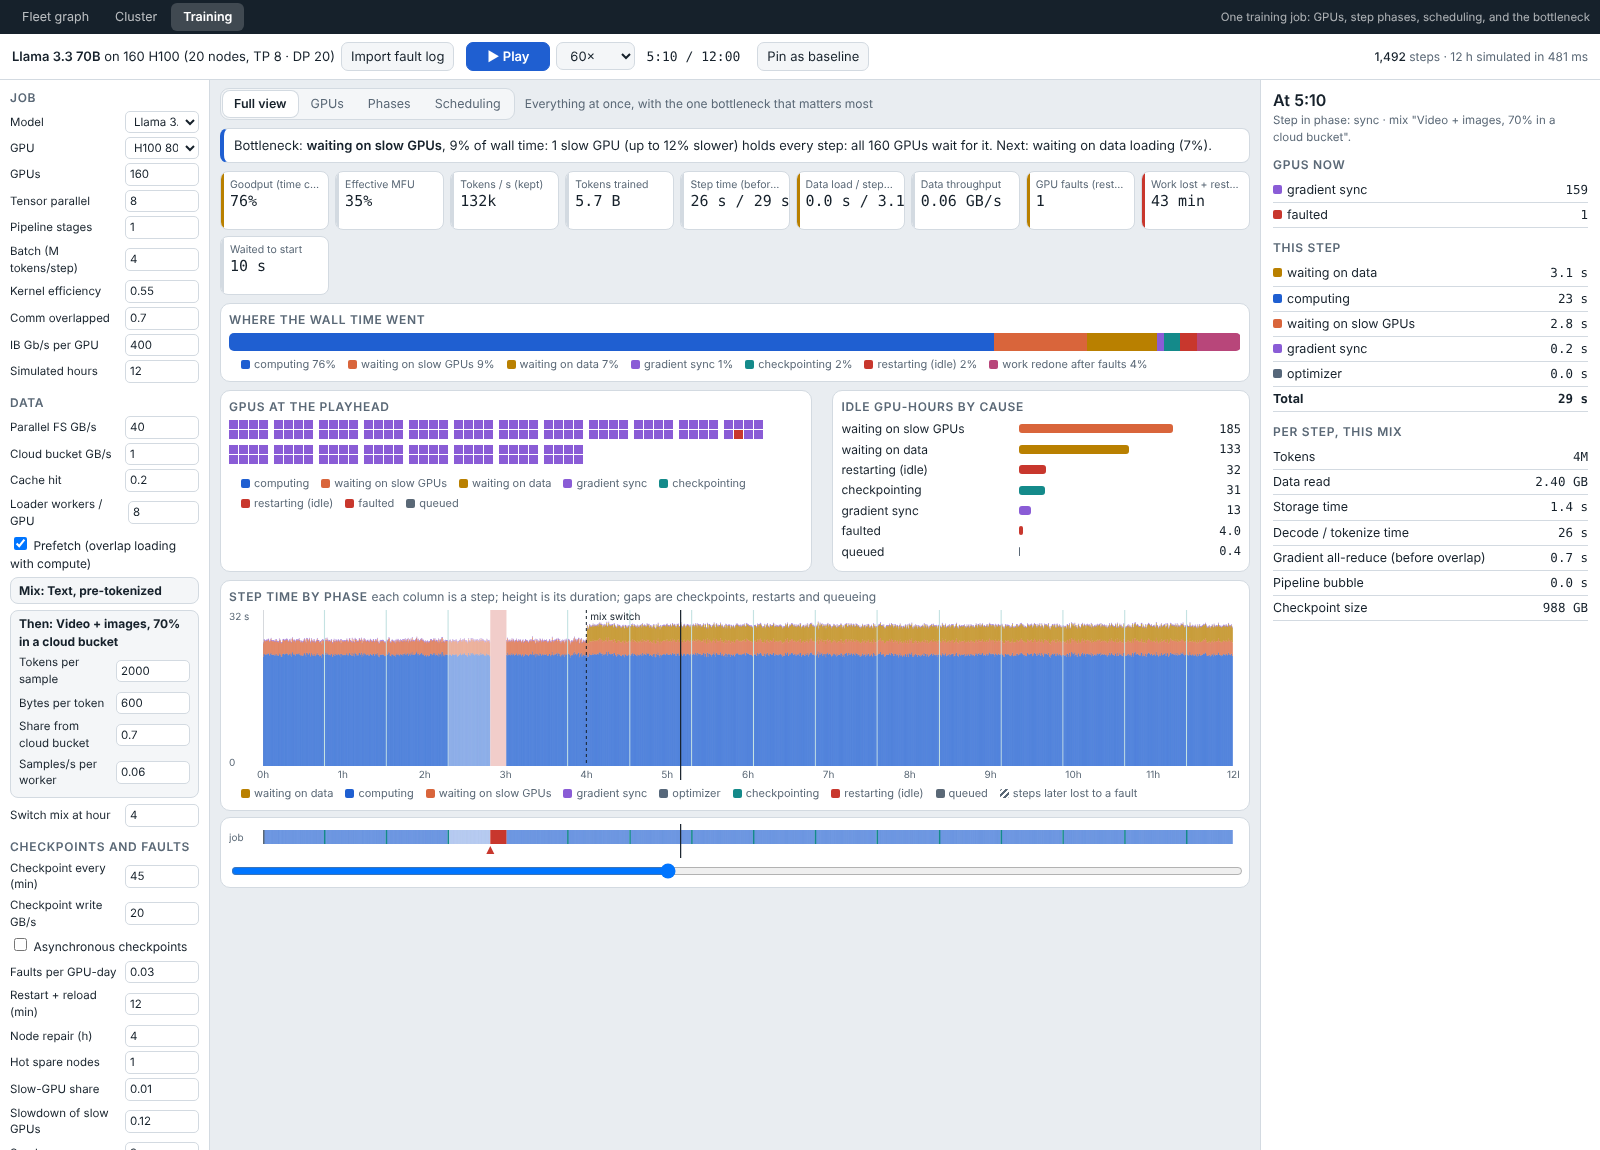 Fleet graph Cluster Training One training job: GPUs, step phases, scheduling, and the bottleneck
Llama 3.3 70B on 160 H100 (20 nodes, TP 8 · DP 20) Import fault log ▶ Play 60× 5:10 / 12:00 Pin as baseline 1,492 steps · 12 h simulated in 481 ms
JOB
Model Llama 3.
GPU H100 80
GPUs 160
Tensor parallel 8
Pipeline stages 1
Batch (M
tokens/step) 4
Kernel efficiency 0.55
Comm overlapped 0.7
IB Gb/s per GPU 400
Simulated hours 12
DATA
Parallel FS GB/s 40
Cloud bucket GB/s 1
Cache hit 0.2
Loader workers /
GPU 8
Prefetch (overlap loading
with compute)
Mix: Text, pre-tokenized
Then: Video + images, 70%
in a cloud bucket
Tokens per
sample 2000
Bytes per token 600
Share from
cloud bucket 0.7
Samples/s per
worker 0.06
Switch mix at hour 4
CHECKPOINTS AND FAULTS
Checkpoint every
(min) 45
Checkpoint write
GB/s 20
Asynchronous checkpoints
Faults per GPU-day 0.03
Restart + reload
(min) 12
Node repair (h) 4
Hot spare nodes 1
Slow-GPU share 0.01
Slowdown of slow
GPUs 0.12
Full view GPUs Phases Scheduling Everything at once, with the one bottleneck that matters most
Bottleneck: waiting on slow GPUs, 9% of wall time: 1 slow GPU (up to 12% slower) holds every step: all 160 GPUs wait for it. Next: waiting on data loading (7%).
Goodput (time c... Effective MFU Tokens / s (kept) Tokens trained Step time (befor... Data load / step... Data throughput GPU faults (rest... Work lost + rest...
76% 35% 132k 5.7 B 26 s / 29 s 0.0 s / 3.1 0.06 GB/s 1 43 min
Waited to start
10 s
WHERE THE WALL TIME WENT
computing 76% waiting on slow GPUs 9% waiting on data 7% gradient sync 1% checkpointing 2% restarting (idle) 2% work redone after faults 4%
GPUS AT THE PLAYHEAD
computing waiting on slow GPUs waiting on data gradient sync checkpointing
restarting (idle) faulted queued
IDLE GPU-HOURS BY CAUSE
waiting on slow GPUs 185
waiting on data 133
restarting (idle) 32
checkpointing 31
gradient sync 13
faulted 4.0
queued 0.4
STEP TIME BY PHASE each column is a step; height is its duration; gaps are checkpoints, restarts and queueing
32 s
mix switch
0
0h 1h 2h 3h 4h 5h 6h 7h 8h 9h 10h 11h 12h
waiting on data computing waiting on slow GPUs gradient sync optimizer checkpointing restarting (idle) queued steps later lost to a fault
job
At 5:10
Step in phase: sync · mix "Video + images, 70% in a
cloud bucket".
GPUS NOW
gradient sync 159
faulted 1
THIS STEP
waiting on data 3.1 s
computing 23 s
waiting on slow GPUs 2.8 s
gradient sync 0.2 s
optimizer 0.0 s
Total 29 s
PER STEP, THIS MIX
Tokens 4M
Data read 2.40 GB
Storage time 1.4 s
Decode / tokenize time 26 s
Gradient all-reduce (before overlap) 0.7 s
Pipeline bubble 0.0 s
Checkpoint size 988 GB